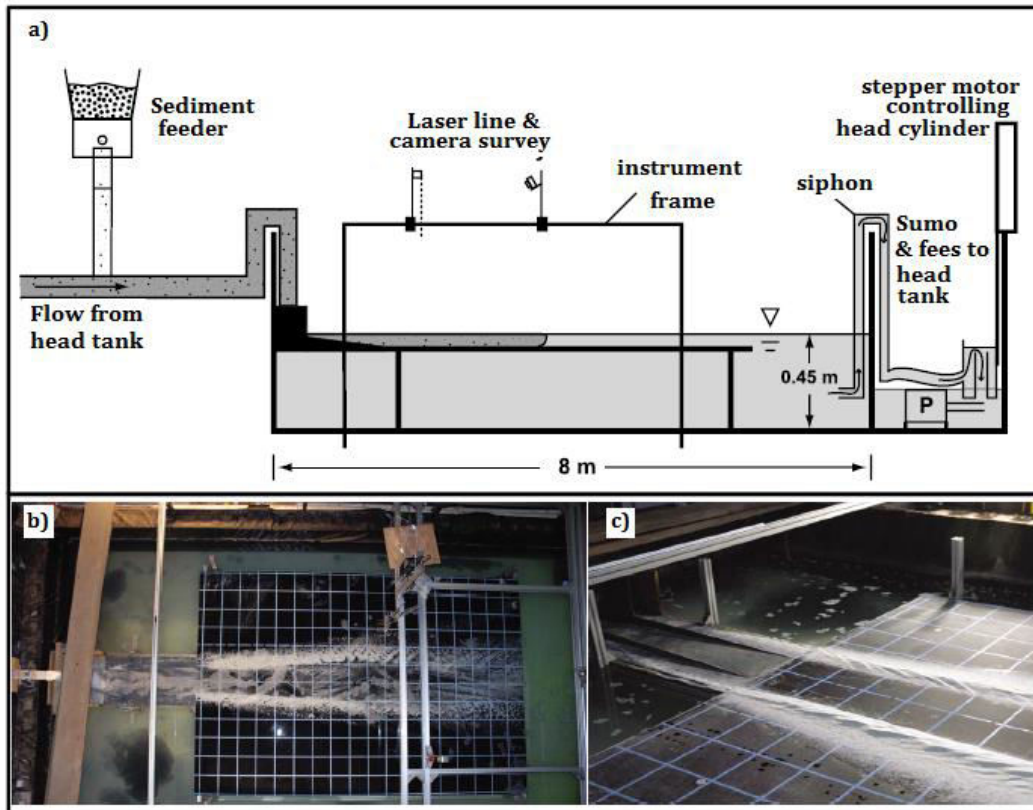 a)
Sediment
feeder
Laser line &
camera survey
instrument
frame
stepper motor
controlling
head cylinder
siphon
Sumo
& fees to
head
tank
Flow from
head tank
0.45 m
P
8 m
b)
c)